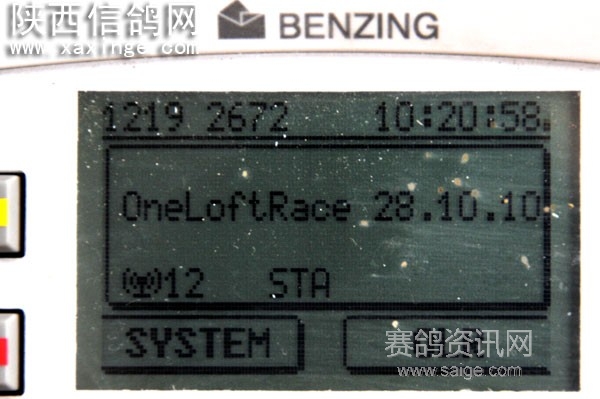 陕西信鸽网
www.xaxinge.com
BENZING
1219 2672 10:20:58
OneLoftRace 28.10.10
12 STA
SYSTEM
赛鸽资讯网
www.saige.com